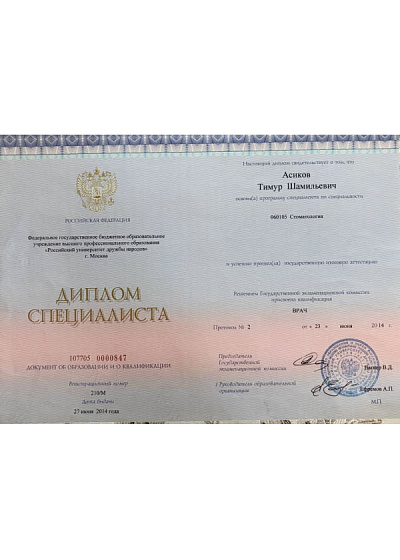 РОССИЙСКАЯ ФЕДЕРАЦИЯ
Федеральное государственное бюджетное образовательное
учреждение высшего профессионального образования
«Российский университет дружбы народов»
г. Москва
ДИПЛОМ
СПЕЦИАЛИСТА
107705 0000847
ДОКУМЕНТ ОБ ОБРАЗОВАНИИ И О КВАЛИФИКАЦИИ
Регистрационный номер
210/М
Дата выдачи
27 июня 2014 года
Настоящий диплом свидетельствует о том, что
Асиков
Тимур Шамильевич
освоил(а) программу специалитета по специальности
060105 Стоматология
и успешно прошел(ла) государственную итоговую аттестацию
Решением Государственной экзаменационной комиссии
присвоена квалификация
ВРАЧ
Протокол № 2 от « 23 » июня 2014 г.
Председатель
Государственной
экзаменационной комиссии
В.Д.
Руководитель образовательной
организации
Ефремов А.П.
М.П.